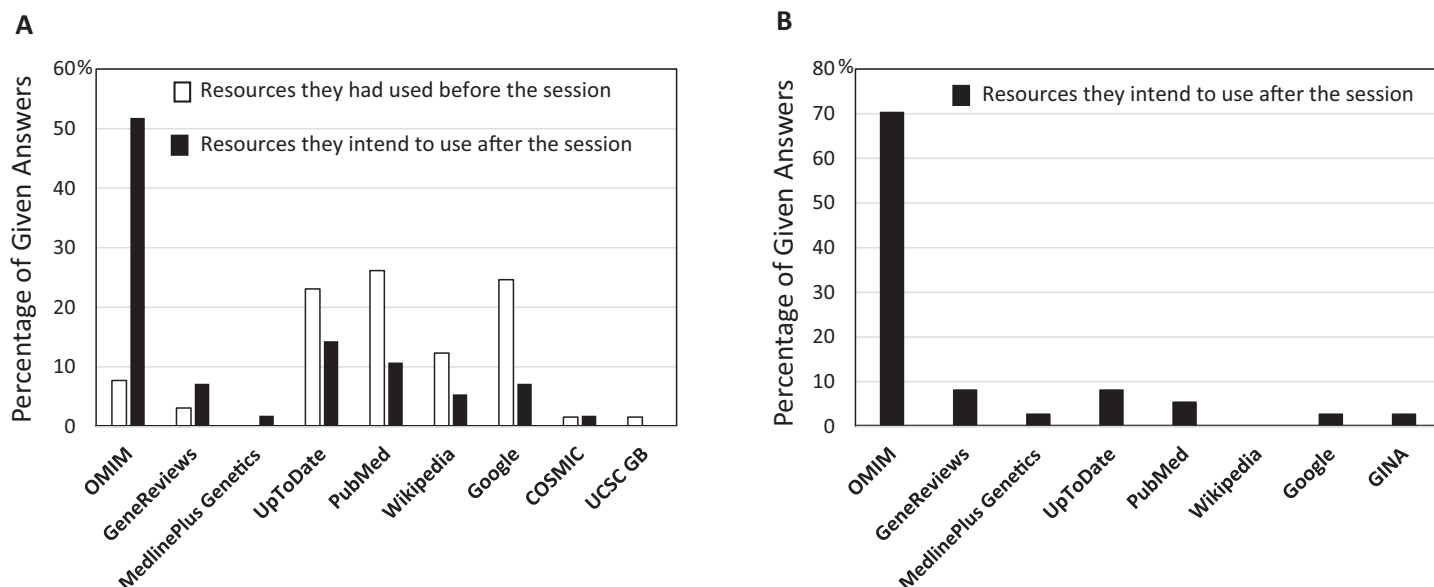 A
Percentage of Given Answers
60%
50
40
30
20
10
0
Resources they had used before the session
Resources they intend to use after the session
OMIM
GeneReviews
MedlinePlus Genetics
UpToDate
PubMed
Wikipedia
Google
COSMIC
UCSC GB
B
Percentage of Given Answers
80%
70
60
50
40
30
20
10
0
Resources they intend to use after the session
OMIM
GeneReviews
MedlinePlus Genetics
UpToDate
PubMed
Wikipedia
Google
GINA